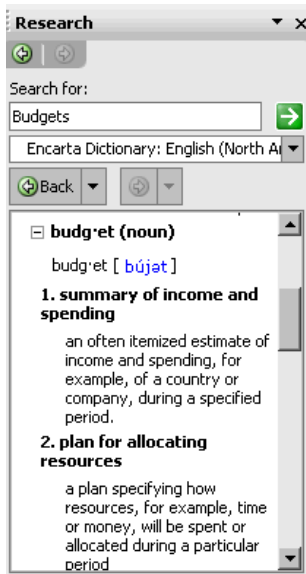 Research
Search for:
Budgets
Encarta Dictionary: English (North
Back
budg·et (noun)
budg·et [ bújət ]
1. summary of income and
spending
an often itemized estimate of
income and spending, for
example, of a country or
company, during a specified
period.
2. plan for allocating
resources
a plan specifying how
resources, for example, time
or money, will be spent or
allocated during a particular
period